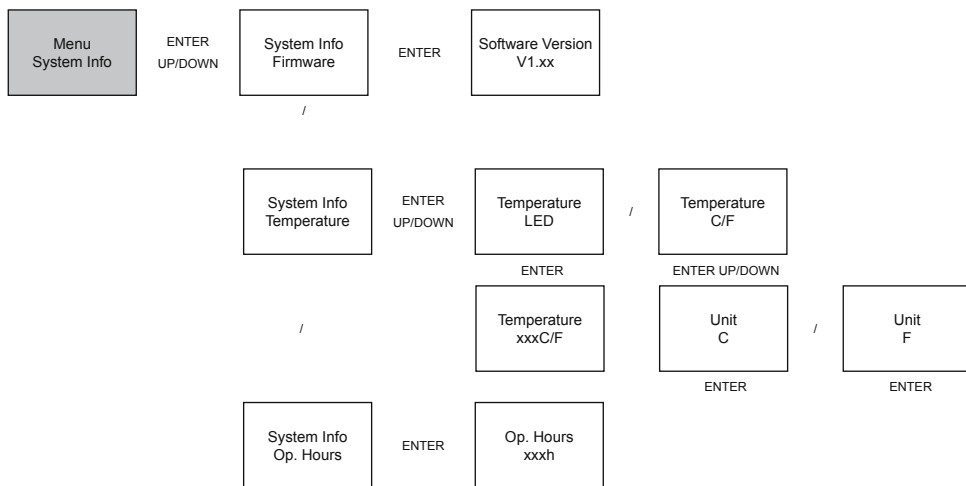 Menu
System Info
ENTER
UP/DOWN
System Info
Firmware
ENTER
Software Version
V1.xx
/
System Info
Temperature
ENTER
UP/DOWN
Temperature
LED
/
Temperature
C/F
ENTER
ENTER UP/DOWN
/
Temperature
xxxC/F
Unit
C
/
Unit
F
ENTER
ENTER
System Info
Op. Hours
ENTER
Op. Hours
xxxh